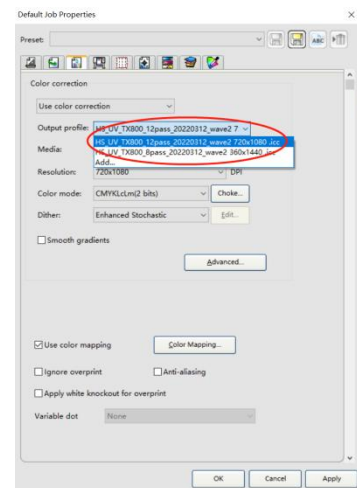 Default Job Properties
Preset:
ABC
Color correction
Use color correction
Output profile: HS_UV_TX800_12pass_20220312_wave2 7
HS_UV_TX800_12pass_20220312_wave2 720x1080 .icc
Media: HS_UV_TX800_8pass_20220312_wave2 360x1440 .icc
Add...
Resolution: 720x1080 DPI
Color mode: CMYKLcLm(2 bits) Choke...
Dither: Enhanced Stochastic Edit...
Smooth gradients
Advanced...
Use color mapping Color Mapping...
Ignore overprint Anti-aliasing
Apply white knockout for overprint
Variable dot None
OK Cancel Apply